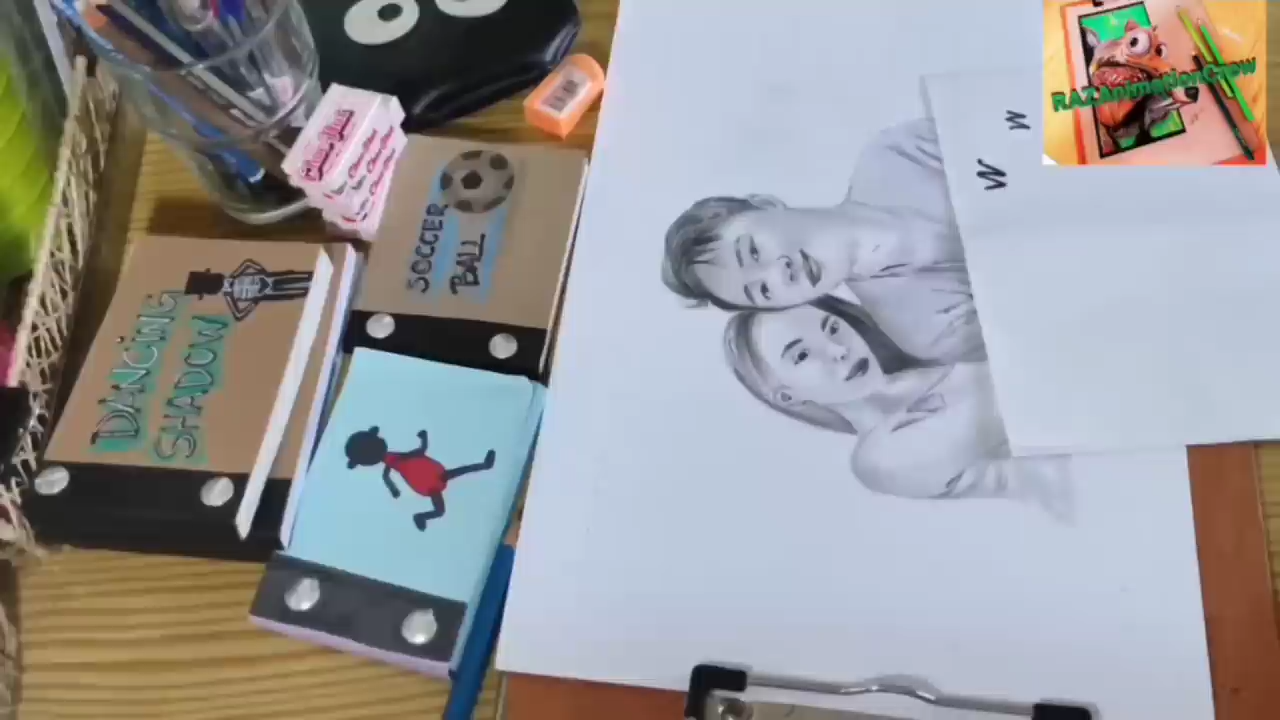 RAZAnimationCrew
SOCCER
BALL
DANCING
SHADOW
W
W